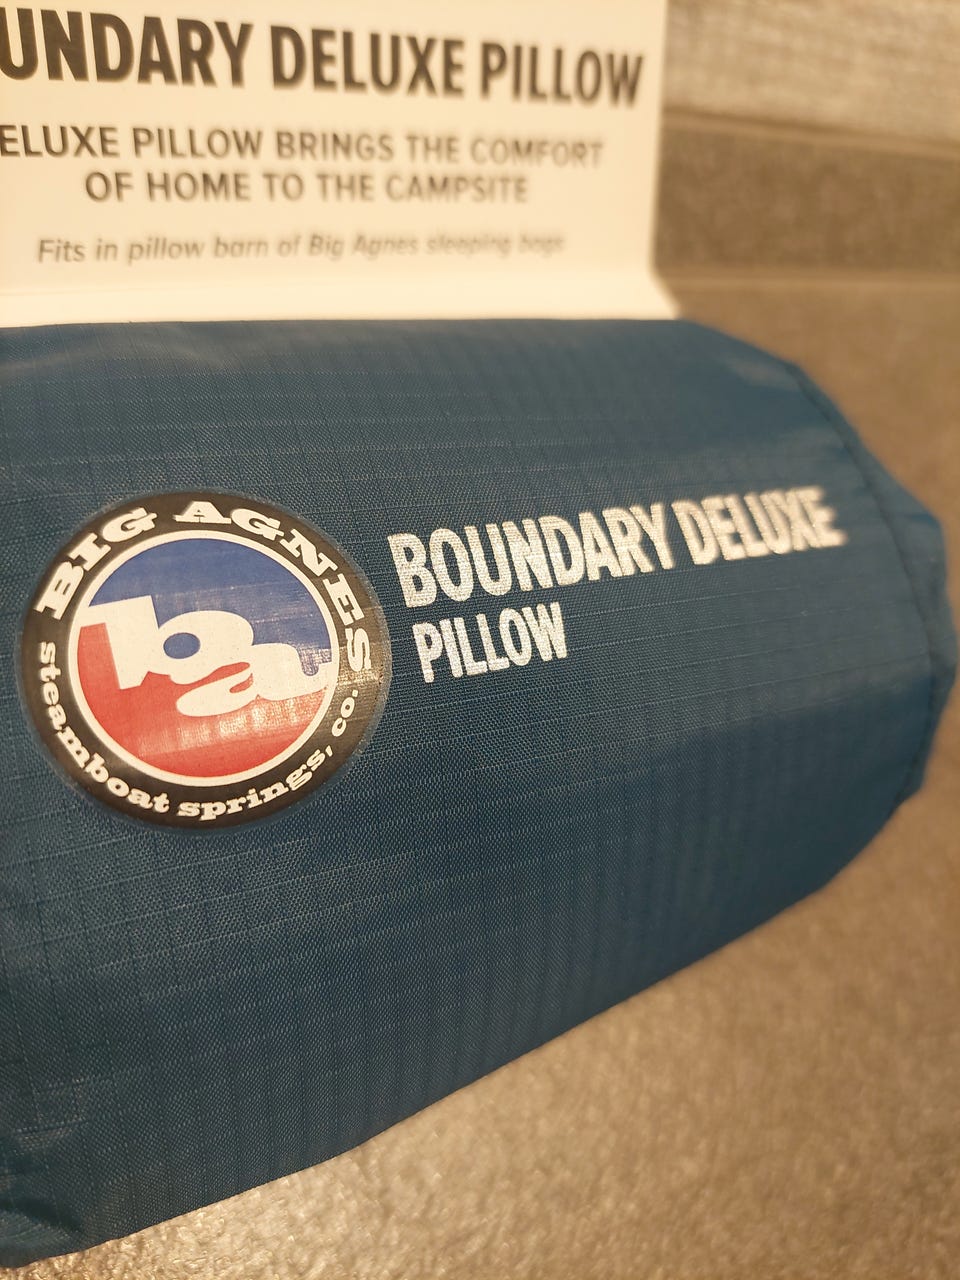 UNDARY DELUXE PILLOW
ELUXE PILLOW BRINGS THE COMFORT
OF HOME TO THE CAMPSITE
Fits in pillow barn of Big Agnes sleeping bags
BIG AGNES
ba
steamboat springs, co.
BOUNDARY DELUXE
PILLOW